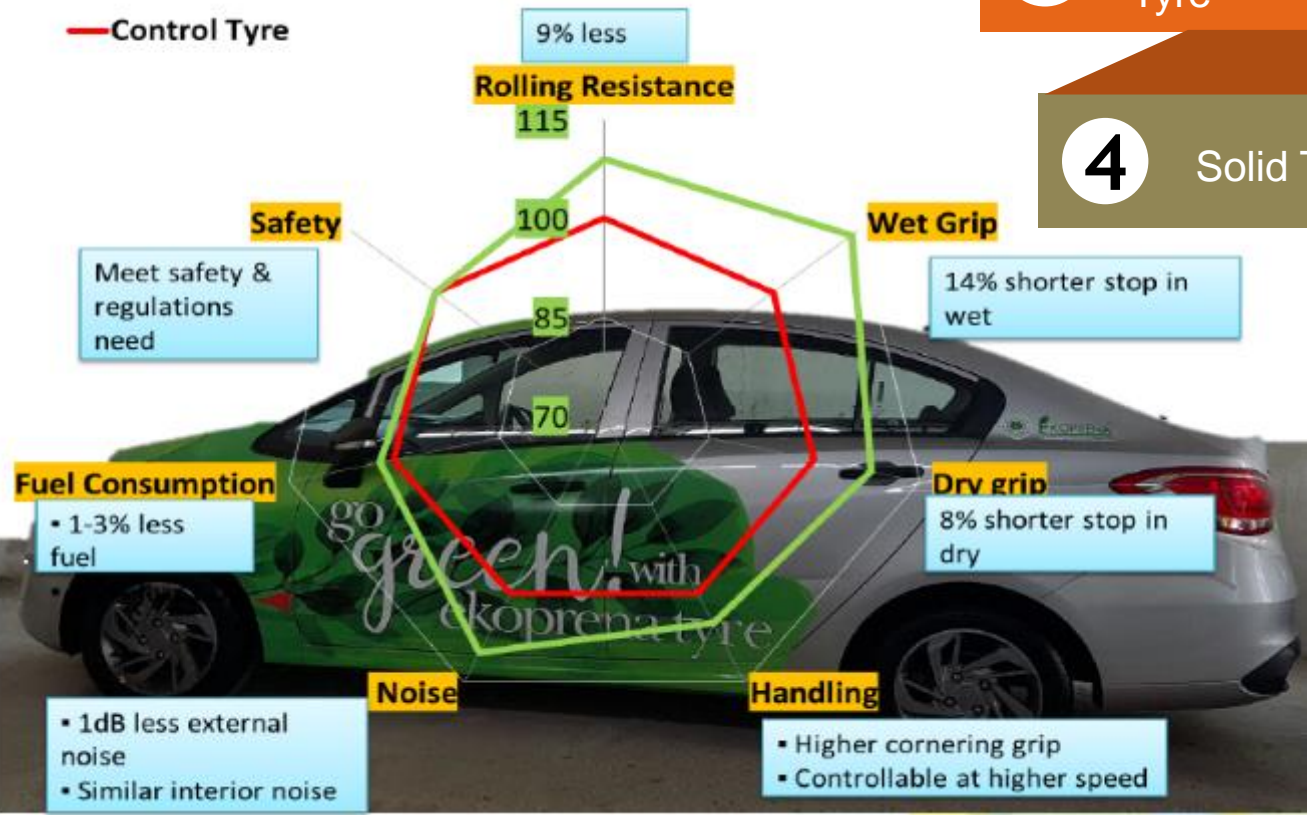 Control Tyre
9% less
Rolling Resistance
115
100
85
70
Tyre
4
Solid
Safety
Meet safety &
regulations
need
Wet Grip
14% shorter stop in
wet
Fuel Consumption
▪ 1-3% less
fuel
Dry grip
8% shorter stop in
dry
go
green! with
ekoprena tyre
EKOPRENA
Noise
▪ 1dB less external
noise
▪ Similar interior noise
Handling
▪ Higher cornering grip
▪ Controllable at higher speed